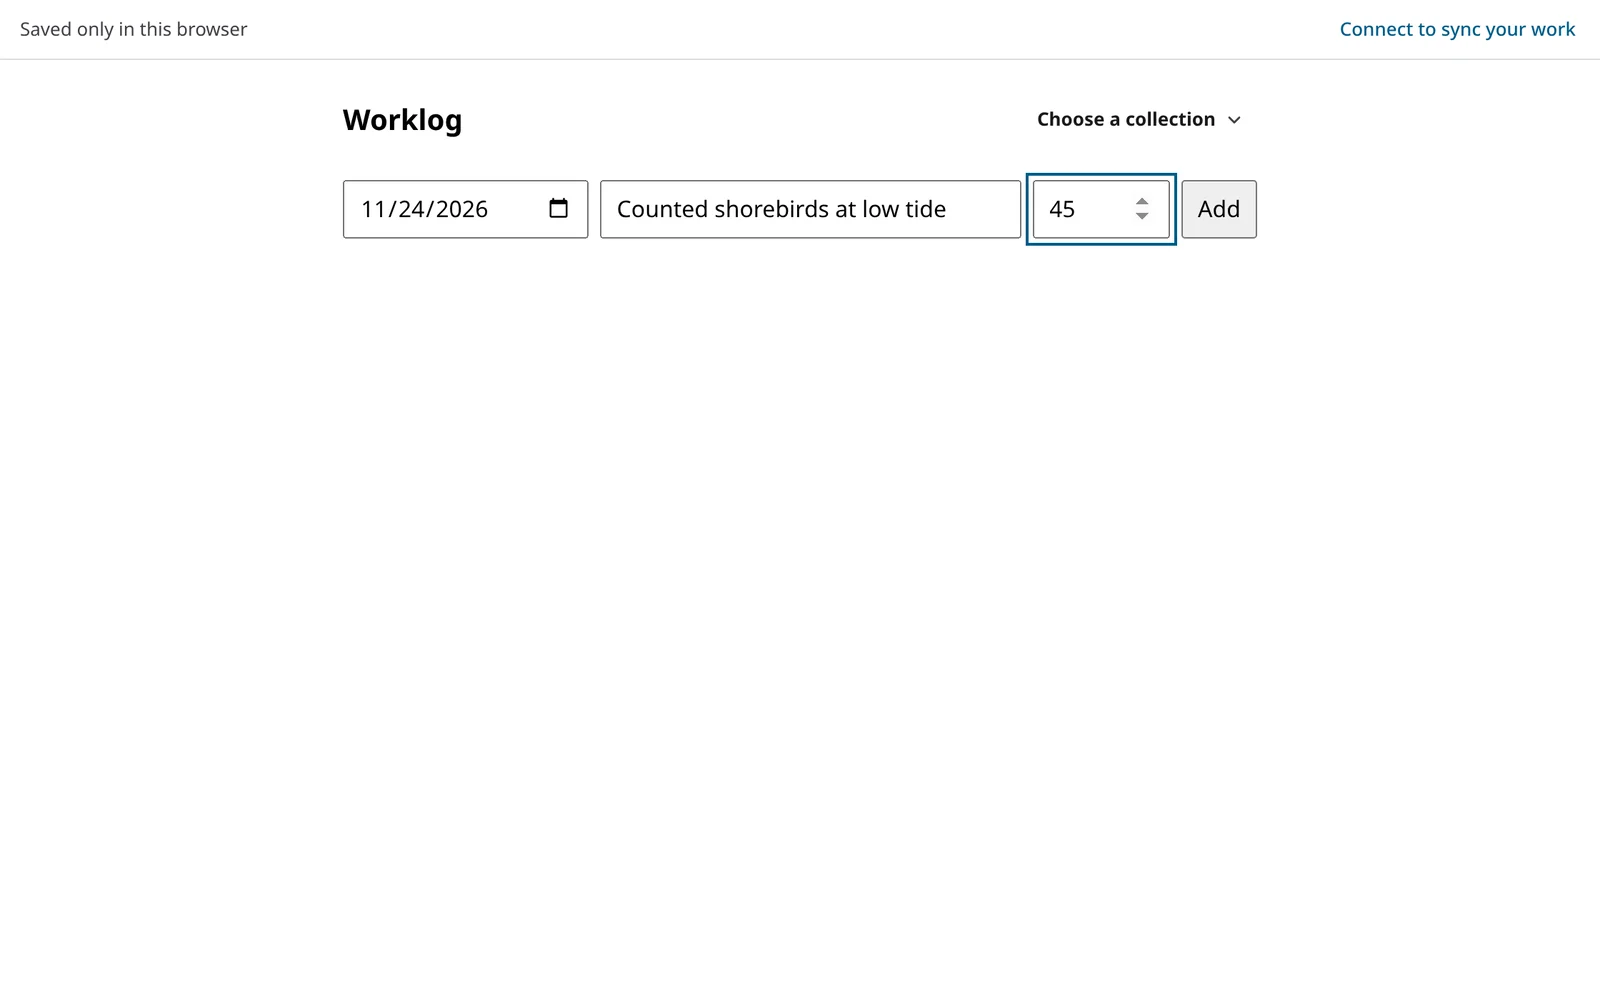 Saved only in this browser
Connect to sync your work
Worklog
Choose a collection
11/24/2026
Counted shorebirds at low tide
45
Add